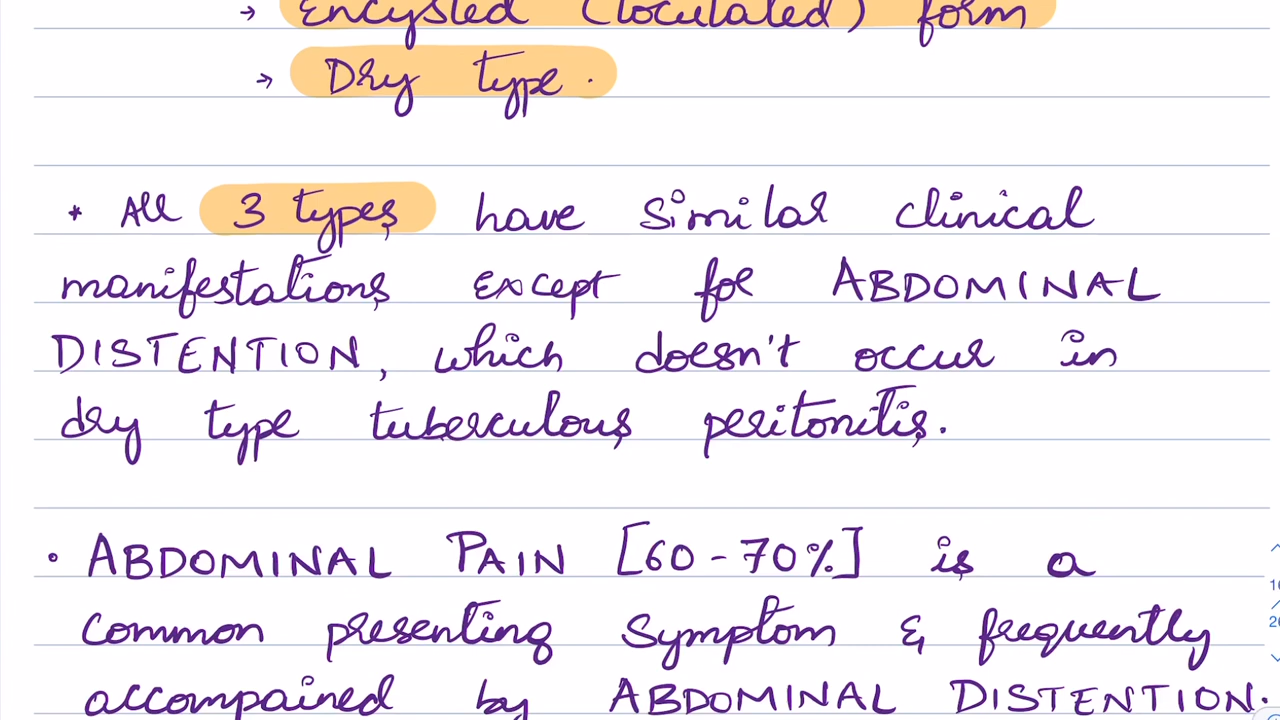 → Encysted (loculated) form
→ Dry type.
* All 3 types have similar clinical
manifestations except for ABDOMINAL
DISTENTION, which doesn't occur in
dry type tuberculous peritonitis.
• ABDOMINAL PAIN [60-70%] is a
common presenting symptom & frequently
accompained by ABDOMINAL DISTENTION.